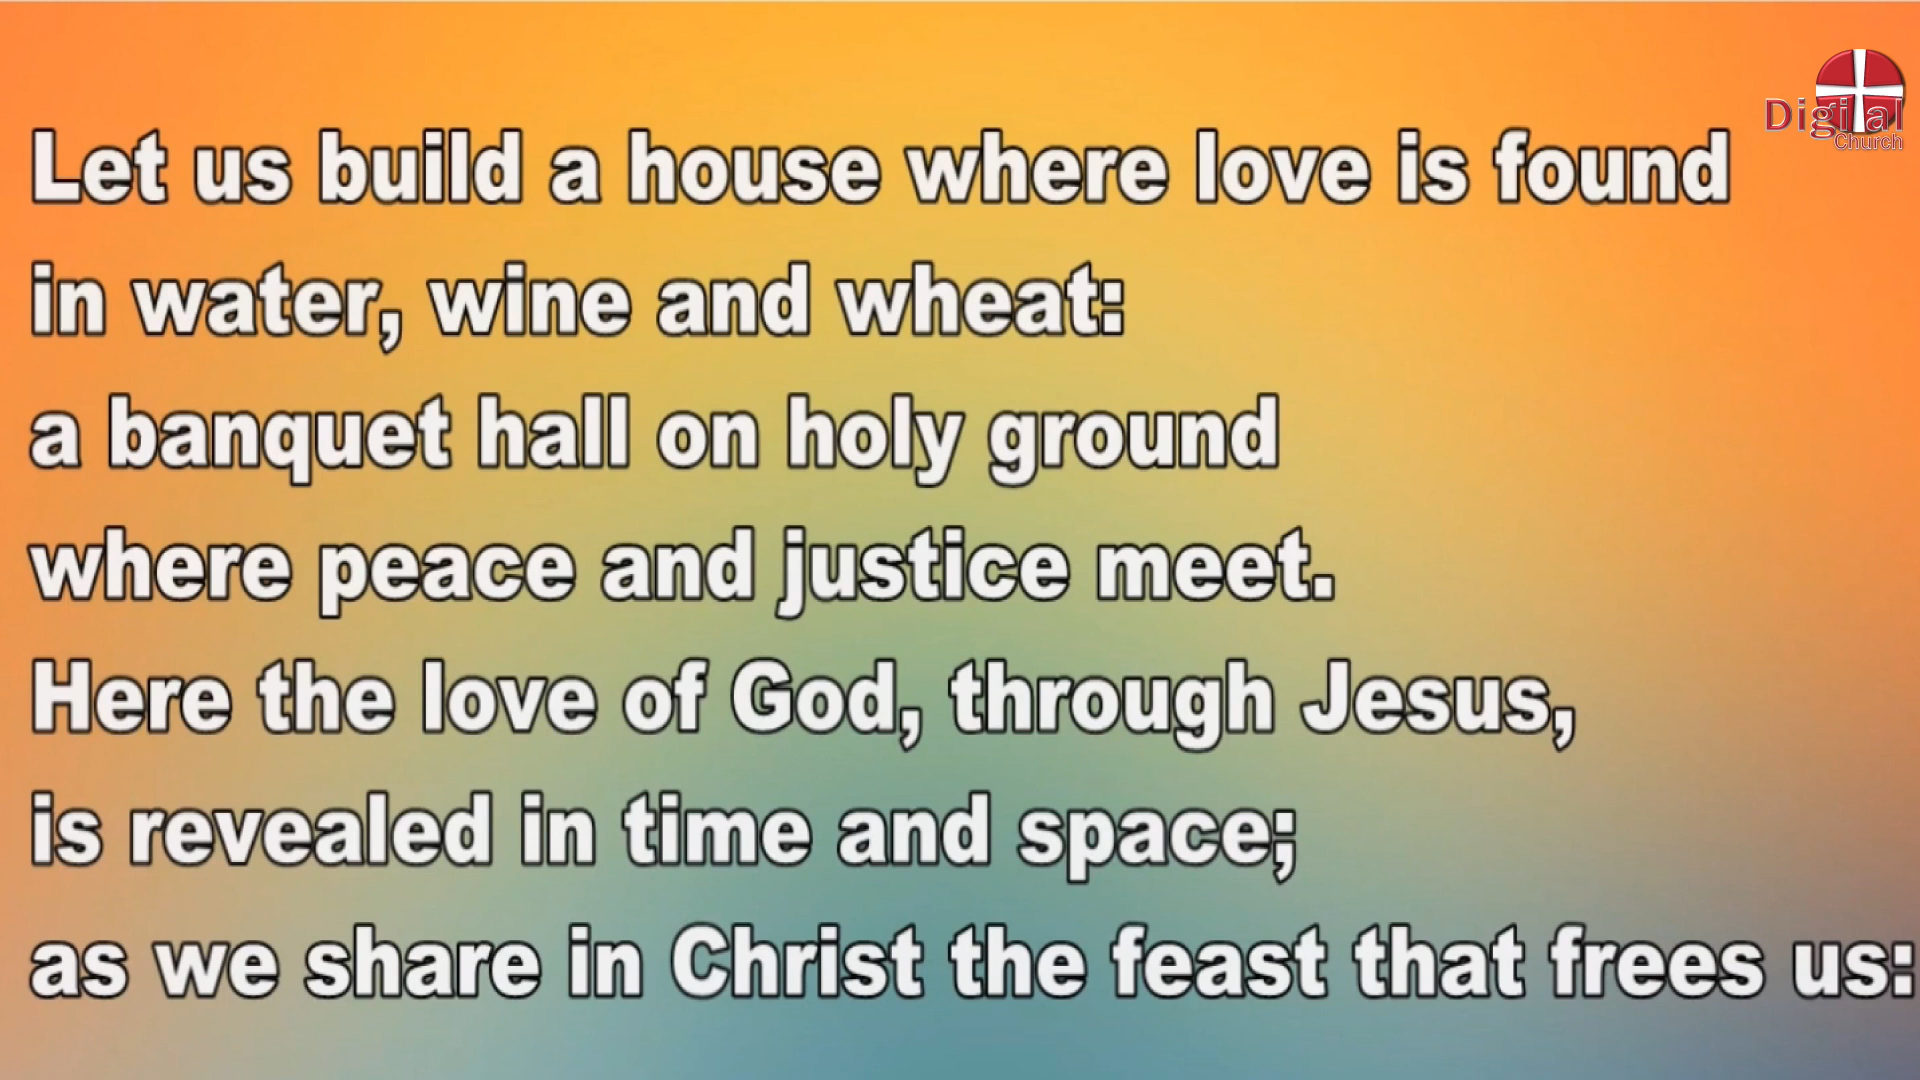 Digital
Church
Let us build a house where love is found
in water, wine and wheat:
a banquet hall on holy ground
where peace and justice meet.
Here the love of God, through Jesus,
is revealed in time and space;
as we share in Christ the feast that frees us: